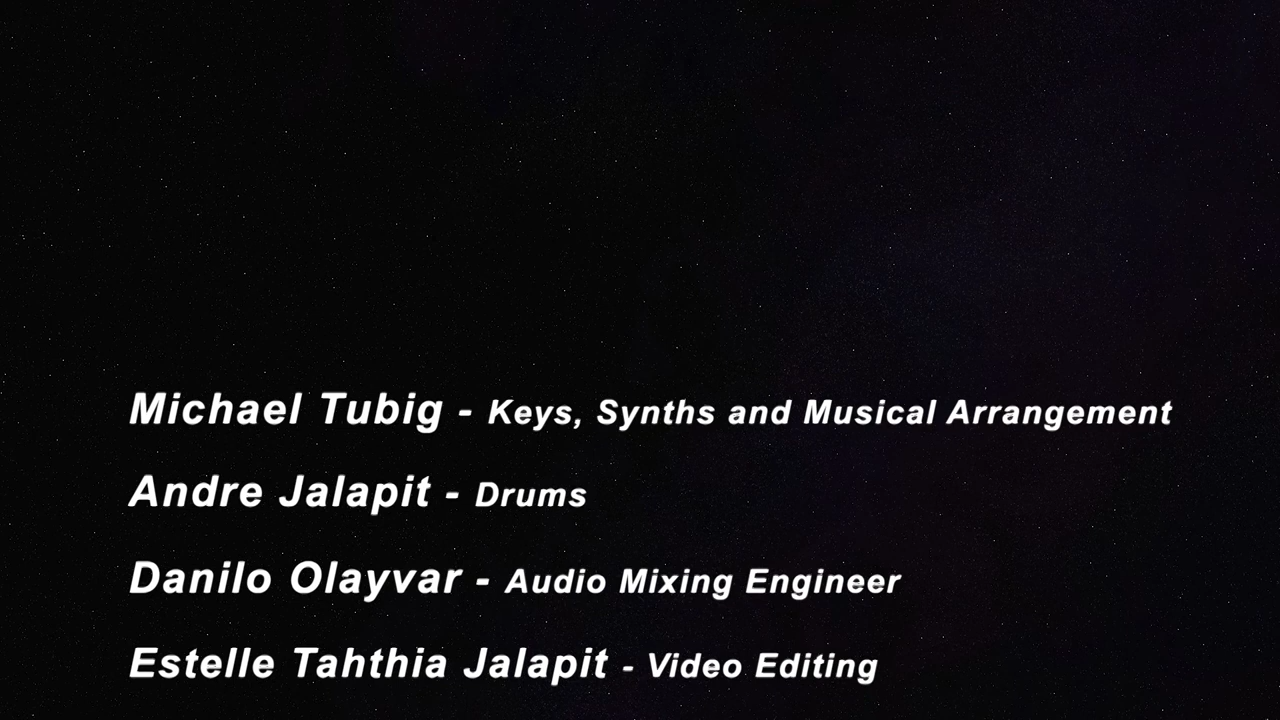 Michael Tubig - Keys, Synths and Musical Arrangement
Andre Jalapit - Drums
Danilo Olayvar - Audio Mixing Engineer
Estelle Tahthia Jalapit - Video Editing